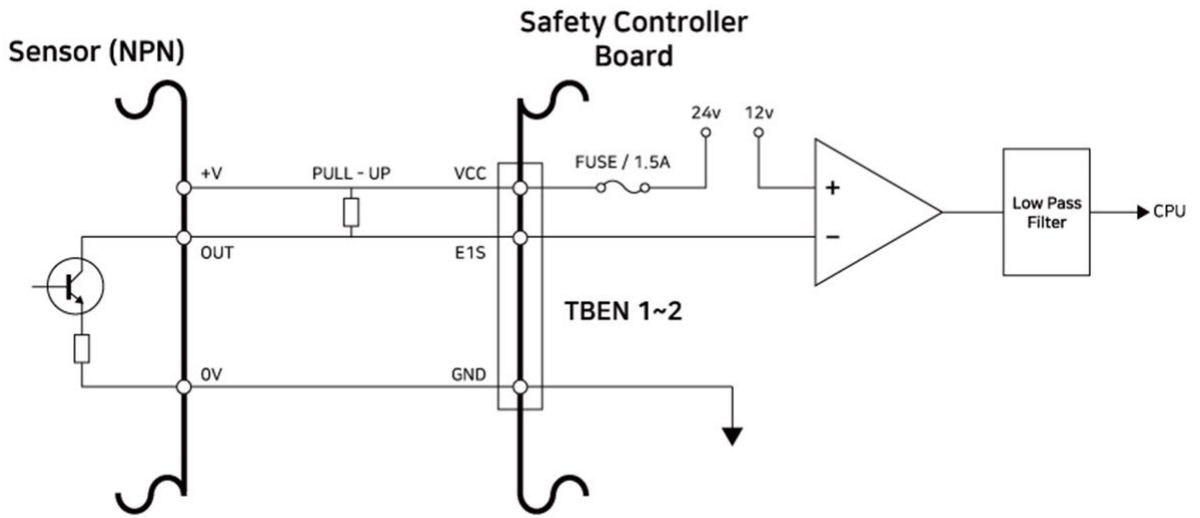 Safety Controller
Board
Sensor (NPN)
24v
12v
FUSE / 1.5A
+V
PULL - UP
VCC
+
Low Pass
Filter
CPU
−
OUT
E1S
TBEN 1~2
0V
GND